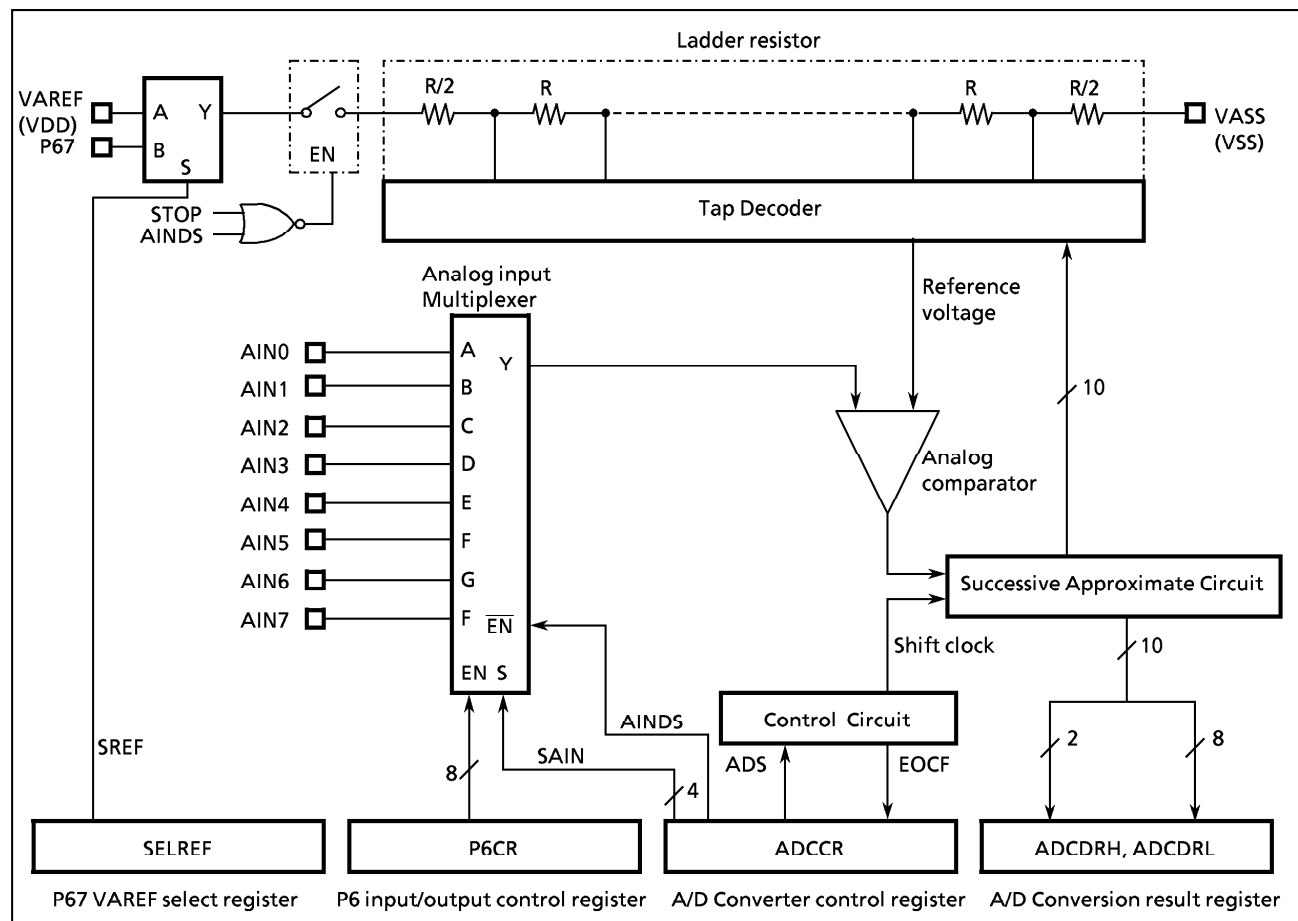 Ladder resistor
R/2
R
R
R/2
VAREF
(VDD)
P67
A
Y
B
S
EN
VASS
(VSS)
STOP
AINDS
Tap Decoder
Analog input
Multiplexer
Reference
voltage
AIN0
AIN1
AIN2
AIN3
AIN4
AIN5
AIN6
AIN7
A
B
C
D
E
F
G
F
Y
EN
EN S
10
Analog
comparator
Successive Approximate Circuit
Shift clock
10
Control Circuit
SREF
8
SAIN
AINDS
4
ADS
EOCF
2
8
SELREF
P6CR
ADCCR
ADCDRH, ADCDRL
P67 VAREF select register
P6 input/output control register
A/D Converter control register
A/D Conversion result register